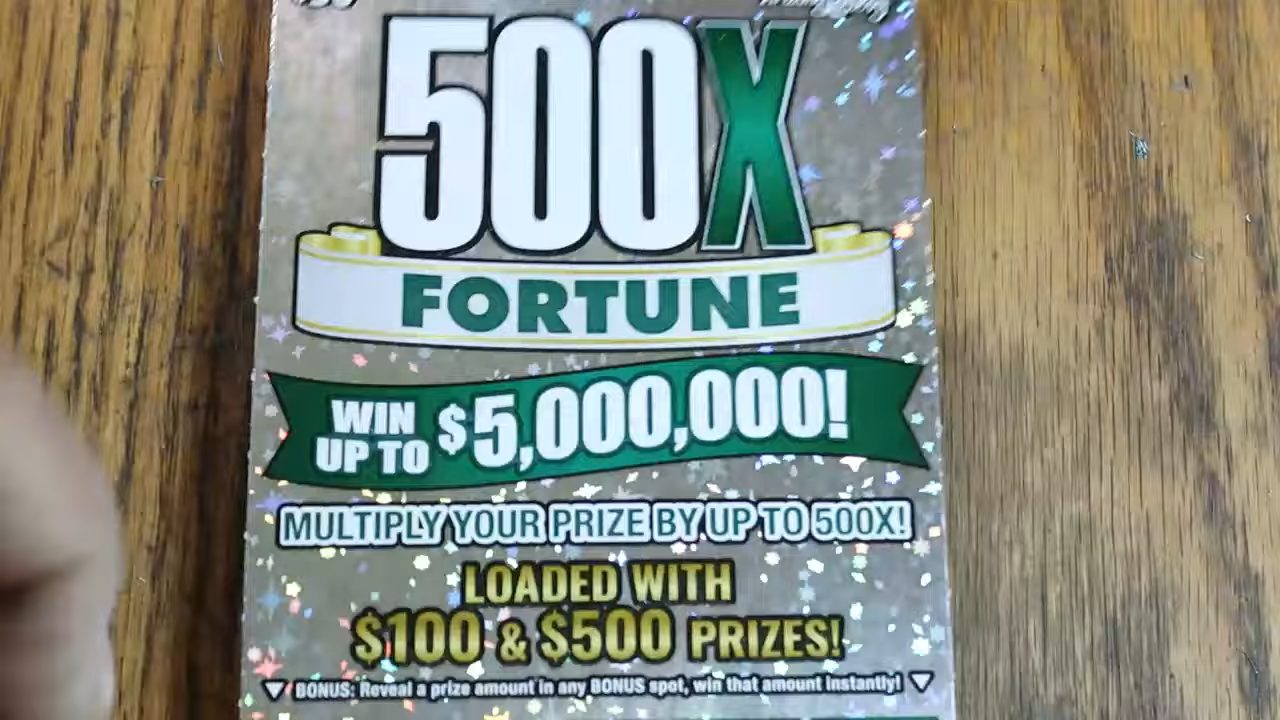 500X
FORTUNE
WIN UP TO $5,000,000!
MULTIPLY YOUR PRIZE BY UP TO 500X!
LOADED WITH
$100 & $500 PRIZES!
BONUS: Reveal a prize amount in any BONUS spot, win that amount instantly!